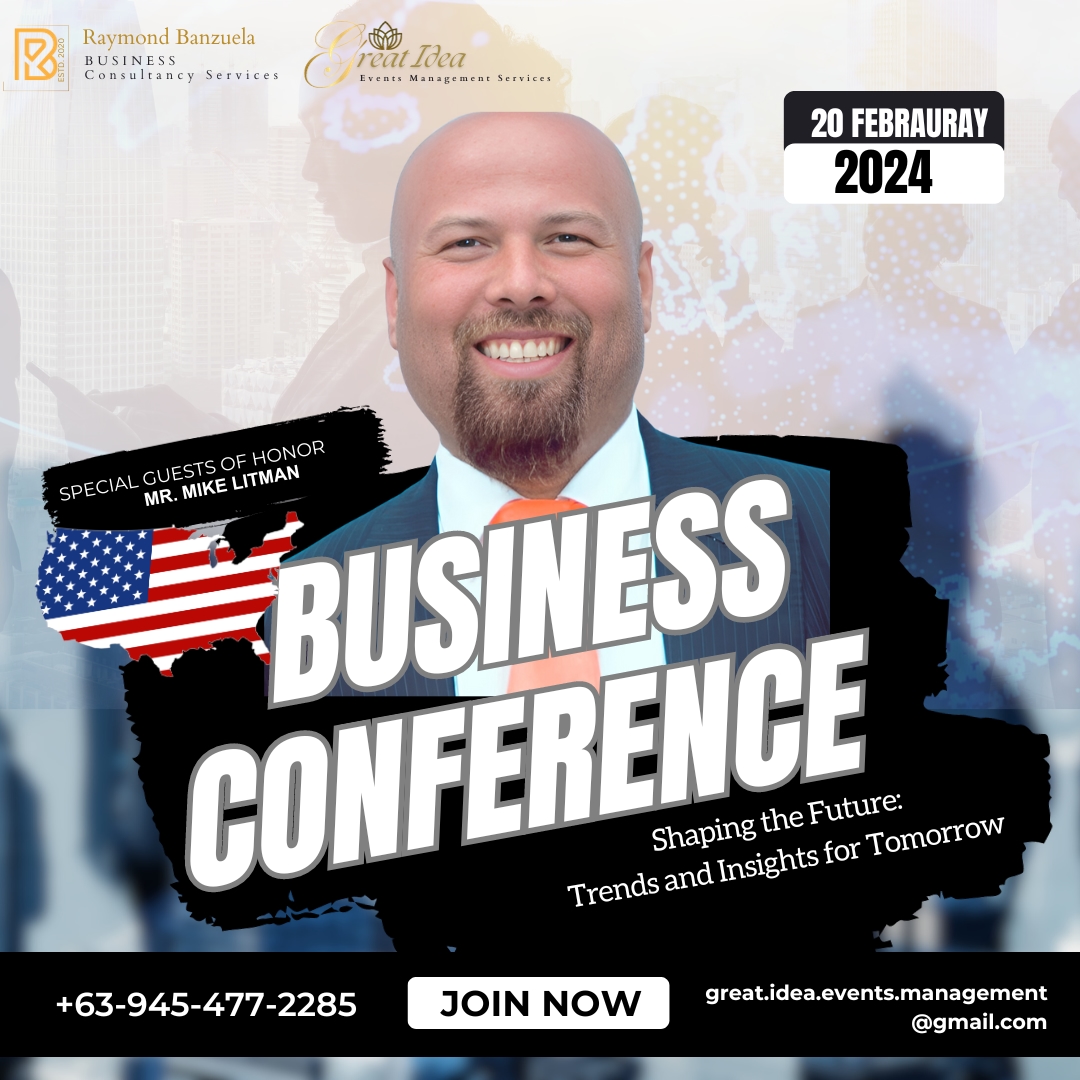 Raymond Banzuela
BUSINESS
Consultancy Services
ESTD. 2020
Great Idea
Events Management Services
20 FEBRAURAY
2024
SPECIAL GUESTS OF HONOR
MR. MIKE LITMAN
BUSINESS
CONFERENCE
Shaping the Future:
Trends and Insights for Tomorrow
+63-945-477-2285
JOIN NOW
great.idea.events.management
@gmail.com